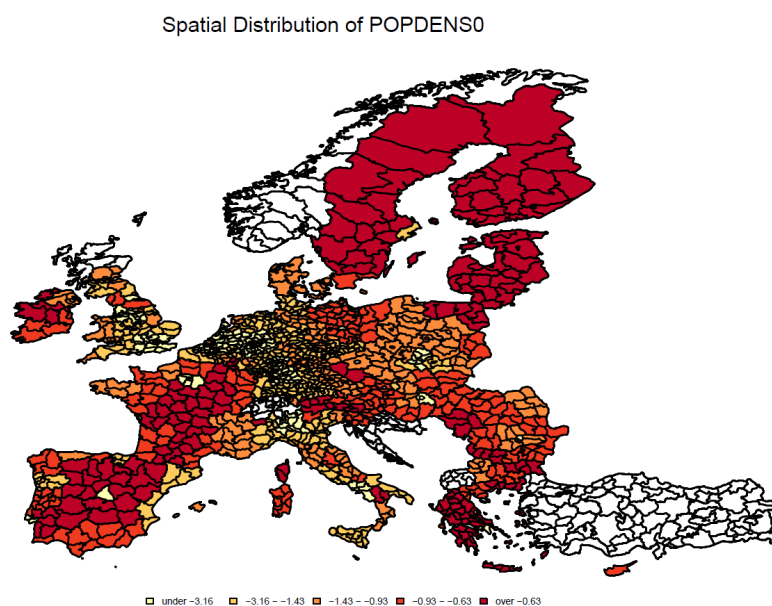 Spatial Distribution of POPDENS0
under −3.16 −3.16 − −1.43 −1.43 − −0.93 −0.93 − −0.63 over −0.63